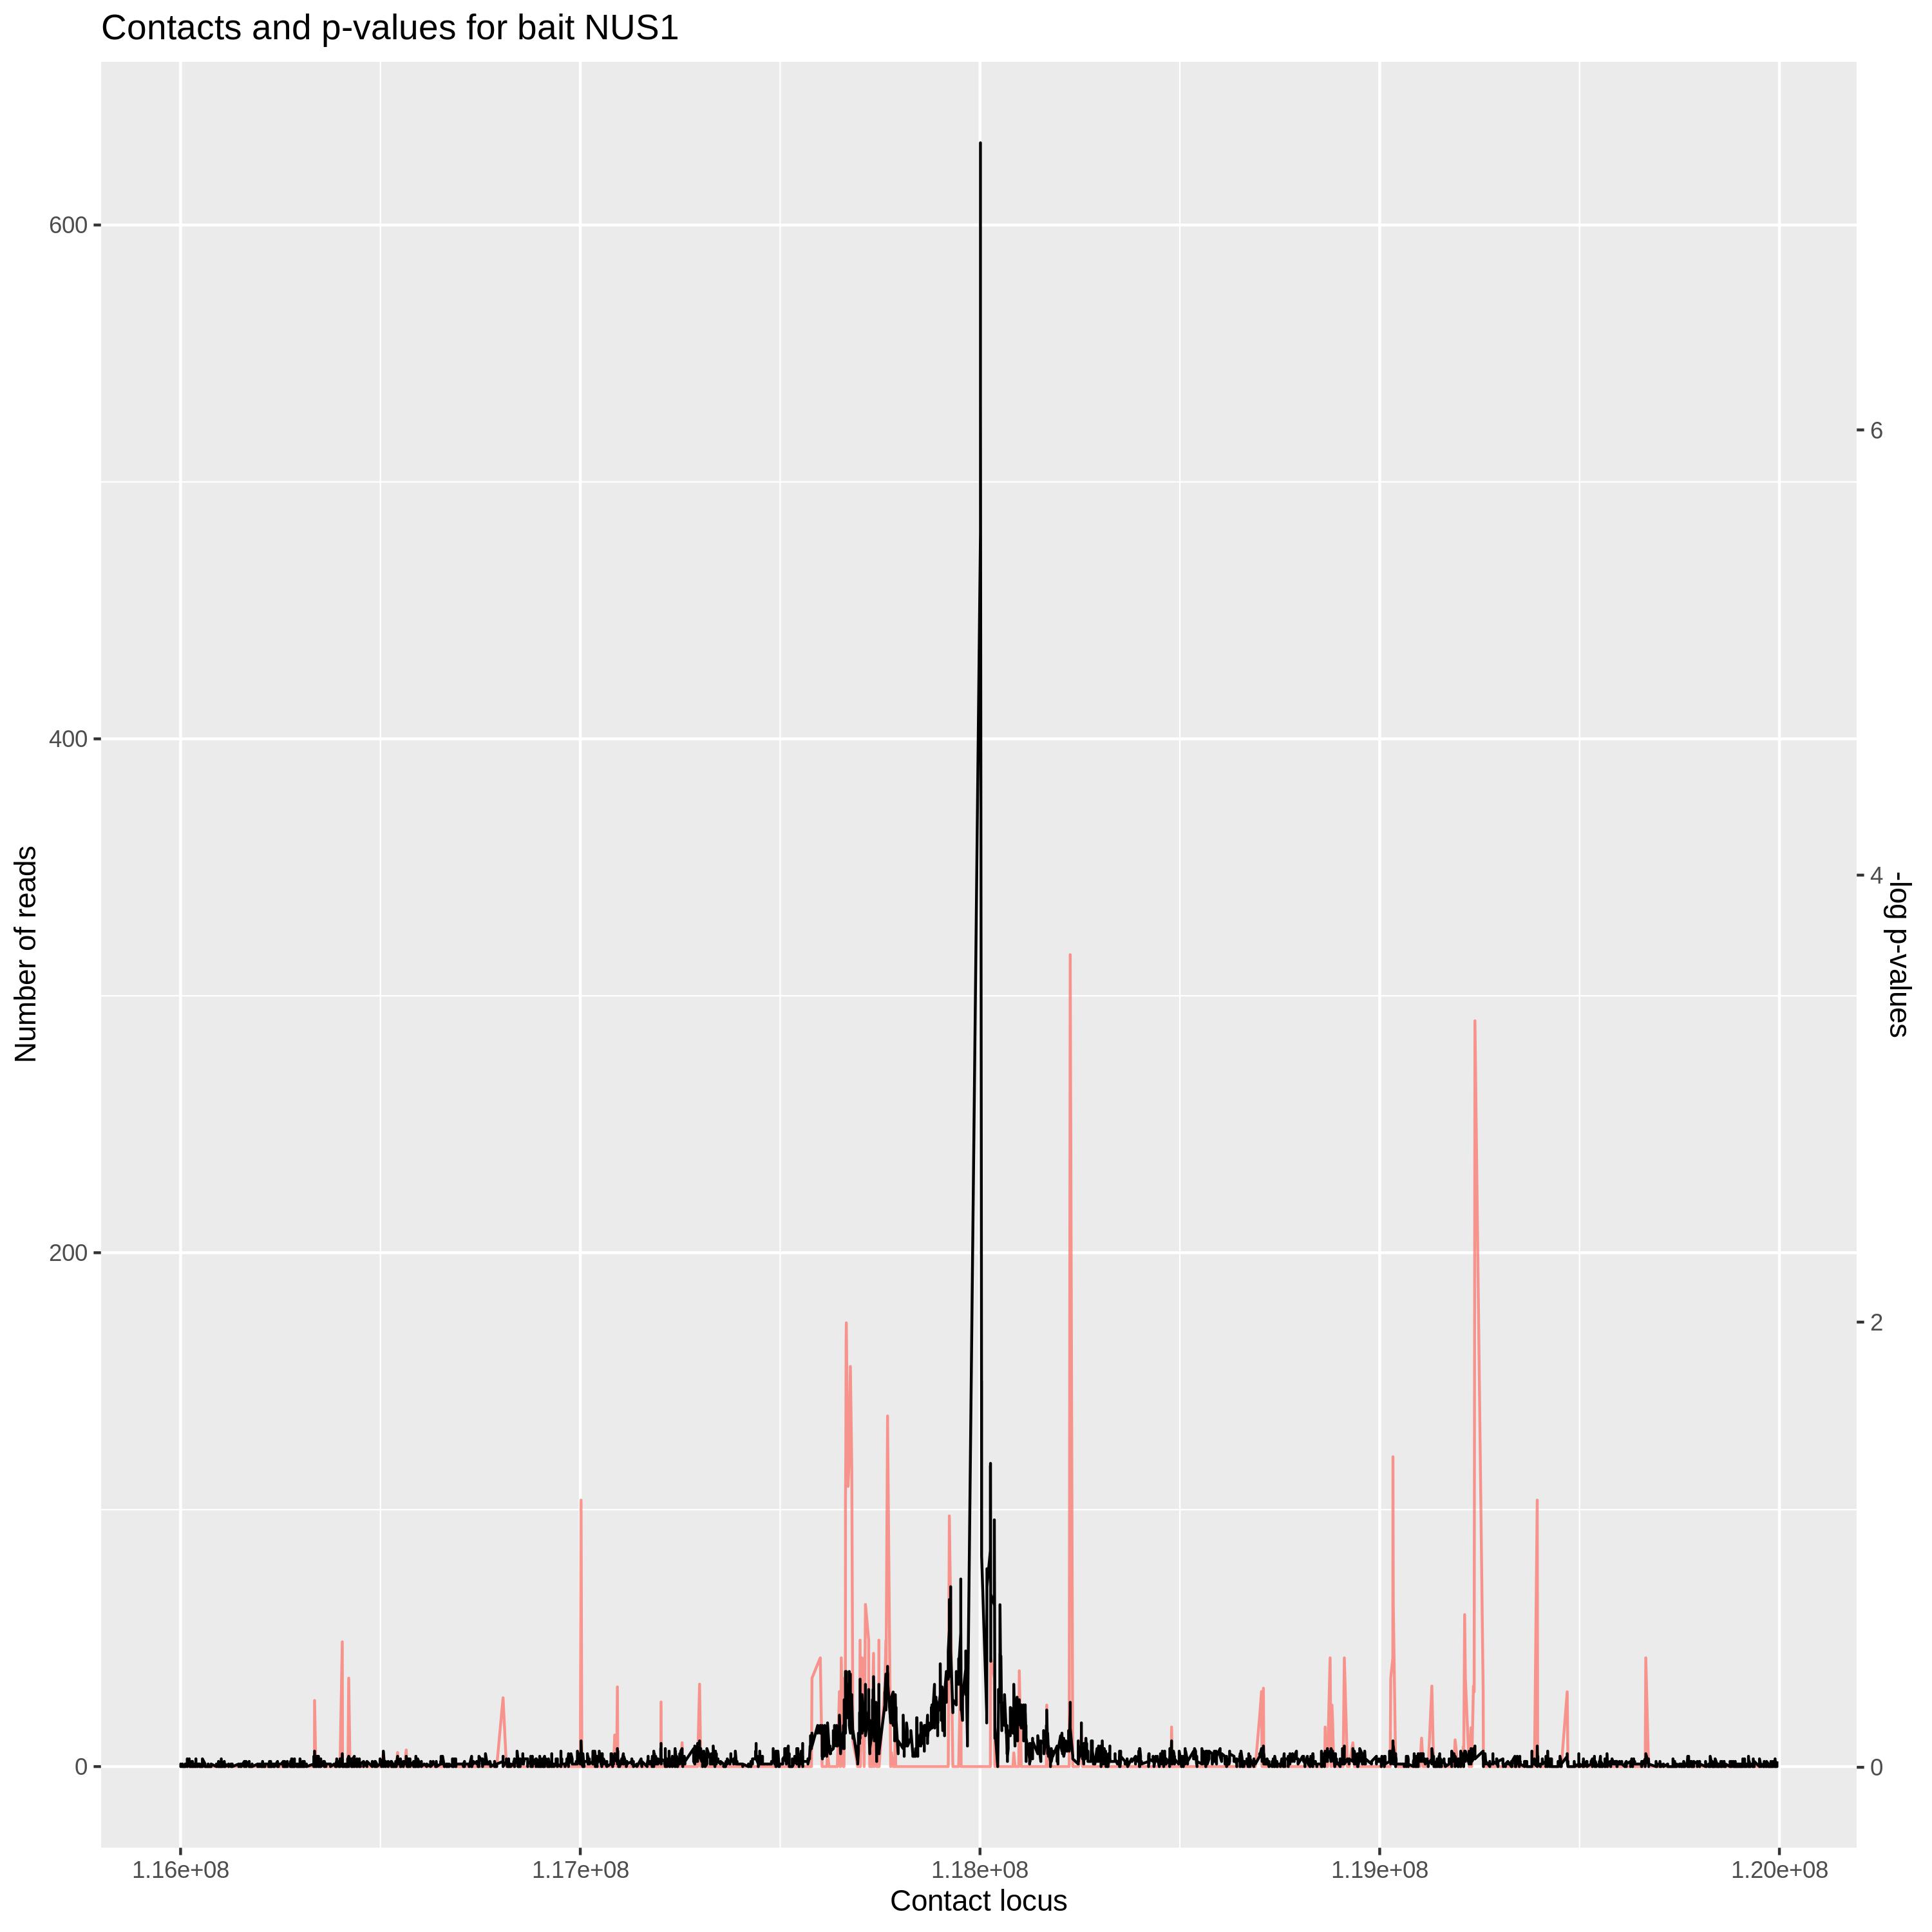 Contacts and p-values for bait NUS1
600
400
200
0
Number of reads
6
4
2
0
-log p-values
1.16e+08 1.17e+08 1.18e+08 1.19e+08 1.20e+08
Contact locus